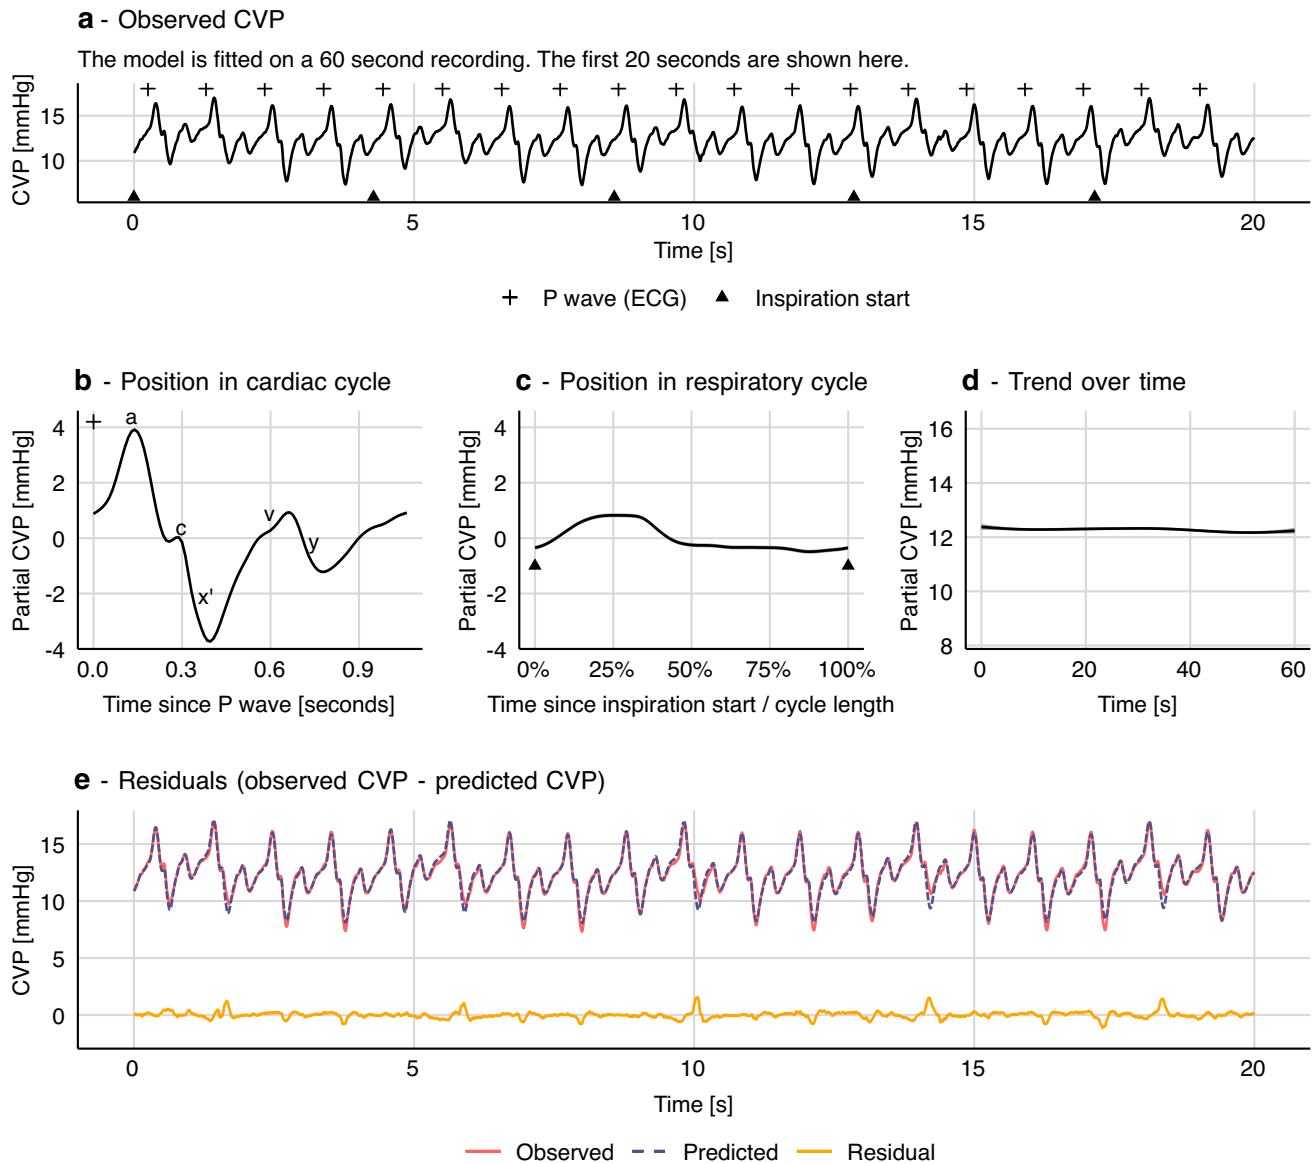 a - Observed CVP
The model is fitted on a 60 second recording. The first 20 seconds are shown here.
CVP [mmHg]
15
10
0 5 10 15 20
Time [s]
P wave (ECG) Inspiration start
b - Position in cardiac cycle
Partial CVP [mmHg]
4
2
0
-2
-4
a
c
x'
v
y
0.0 0.3 0.6 0.9
Time since P wave [seconds]
c - Position in respiratory cycle
Partial CVP [mmHg]
4
2
0
-2
-4
0% 25% 50% 75% 100%
Time since inspiration start / cycle length
d - Trend over time
Partial CVP [mmHg]
16
14
12
10
8
0 20 40 60
Time [s]
e - Residuals (observed CVP - predicted CVP)
CVP [mmHg]
15
10
5
0
0 5 10 15 20
Time [s]
Observed Predicted Residual